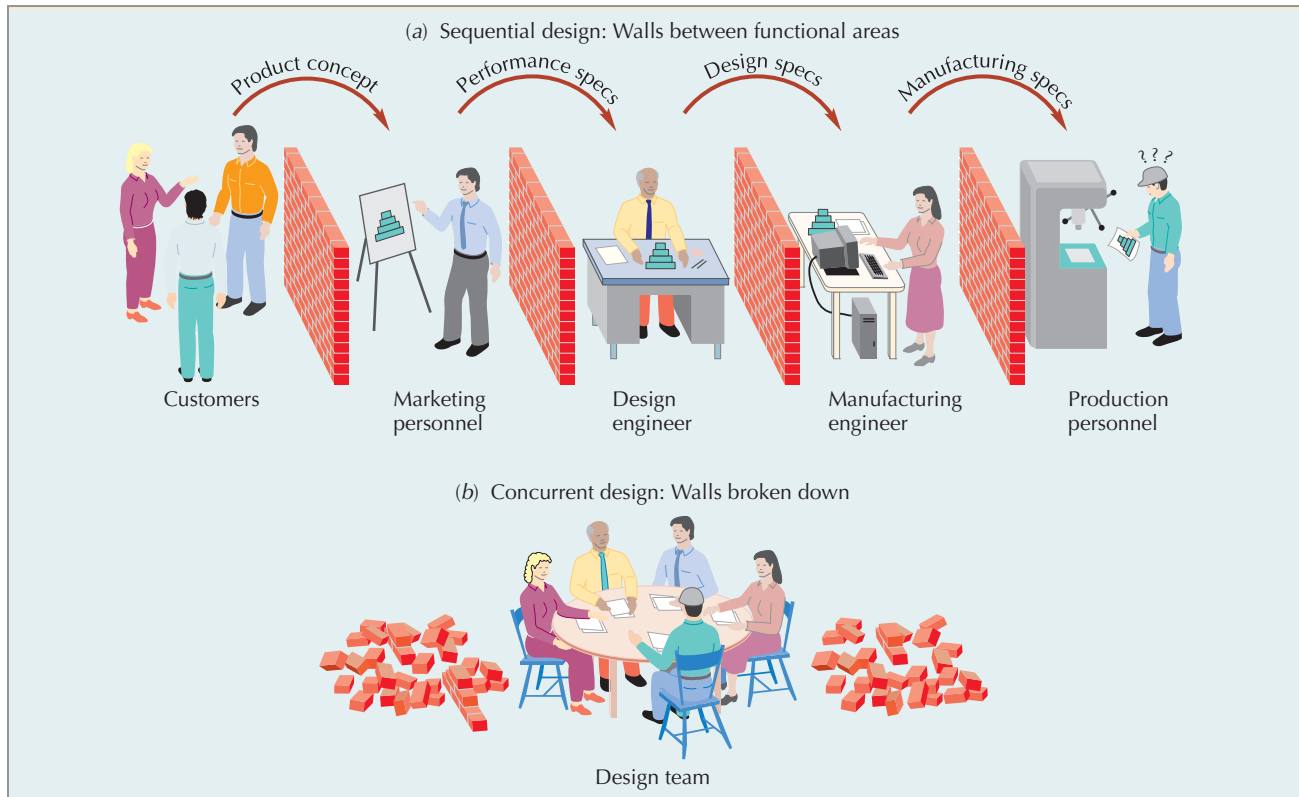 (a) Sequential design: Walls between functional areas
Product concept
Performance specs
Design specs
Manufacturing specs
? ? ?
Customers
Marketing
personnel
Design
engineer
Manufacturing
engineer
Production
personnel
(b) Concurrent design: Walls broken down
Design team